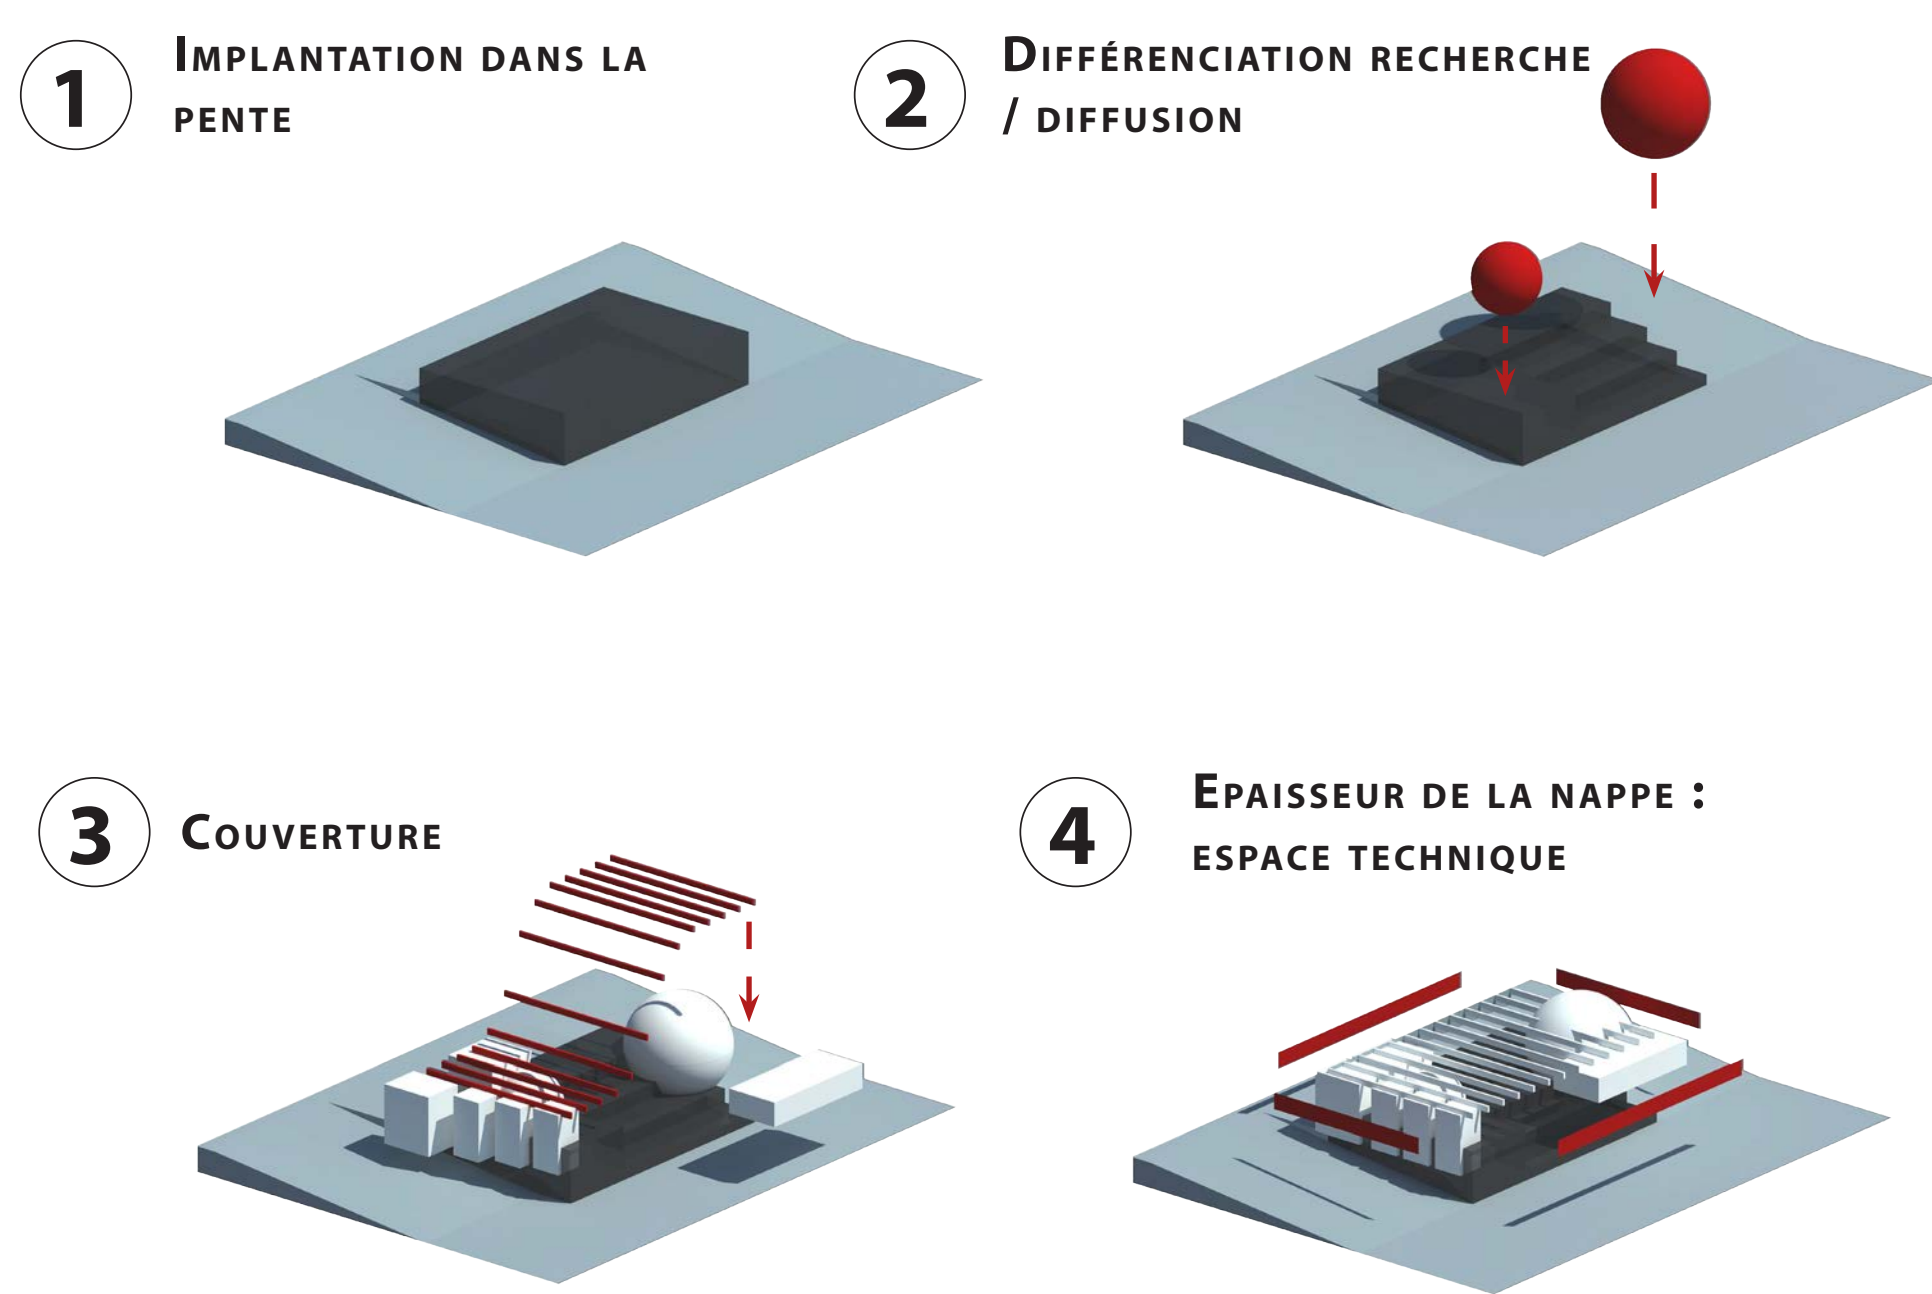 1
Implantation dans la
pente
2
Différenciation recherche
/ diffusion
3
Couverture
4
Epaisseur de la nappe :
espace technique